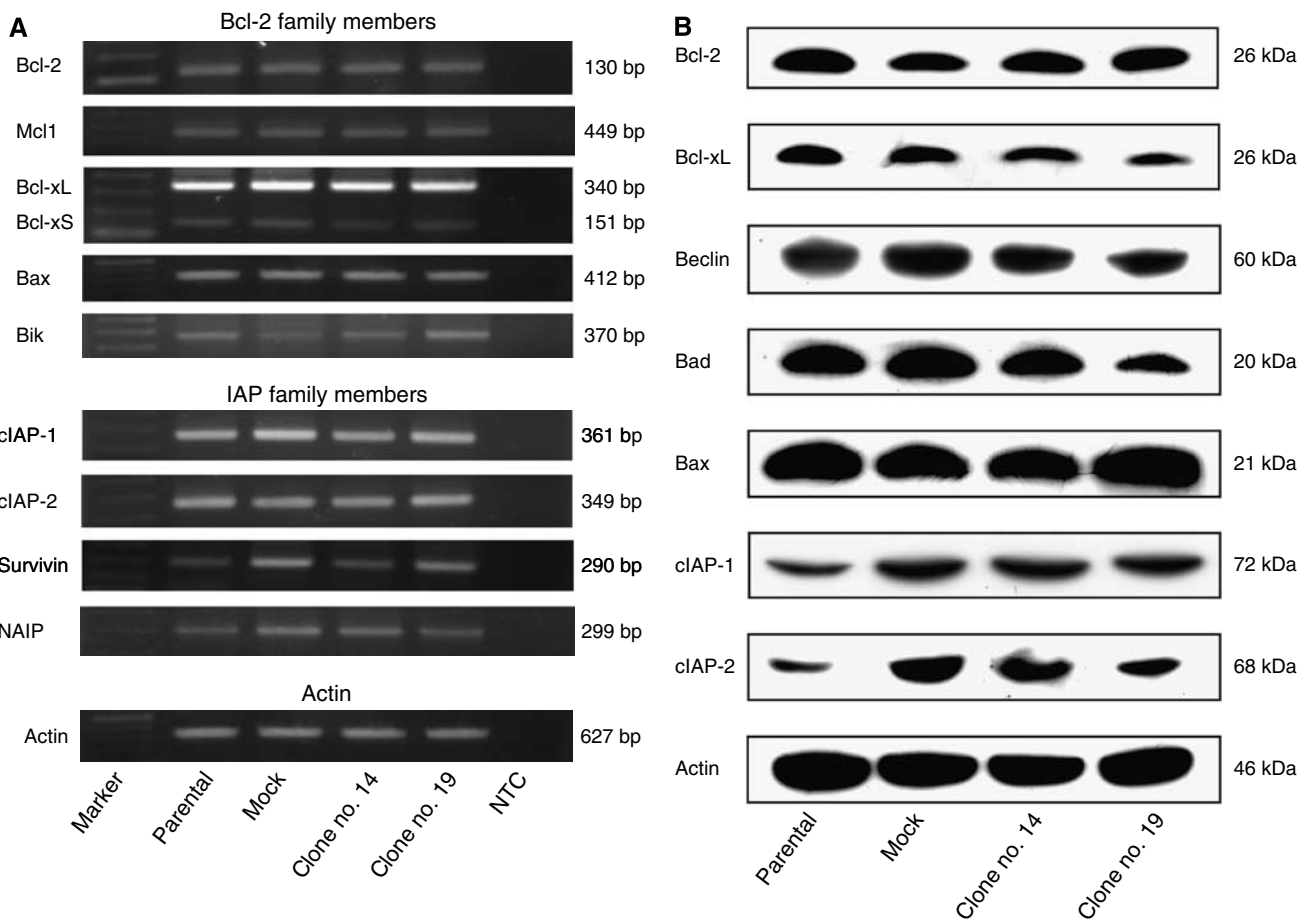 A
Bcl-2 family members
Bcl-2 130 bp
Mcl1 449 bp
Bcl-xL 340 bp
Bcl-xS 151 bp
Bax 412 bp
Bik 370 bp
IAP family members
cIAP-1 361 bp
cIAP-2 349 bp
Survivin 290 bp
NAIP 299 bp
Actin
Actin 627 bp
Marker
Parental
Mock
Clone no. 14
Clone no. 19
NTC
B
Bcl-2 26 kDa
Bcl-xL 26 kDa
Beclin 60 kDa
Bad 20 kDa
Bax 21 kDa
cIAP-1 72 kDa
cIAP-2 68 kDa
Actin 46 kDa
Parental
Mock
Clone no. 14
Clone no. 19